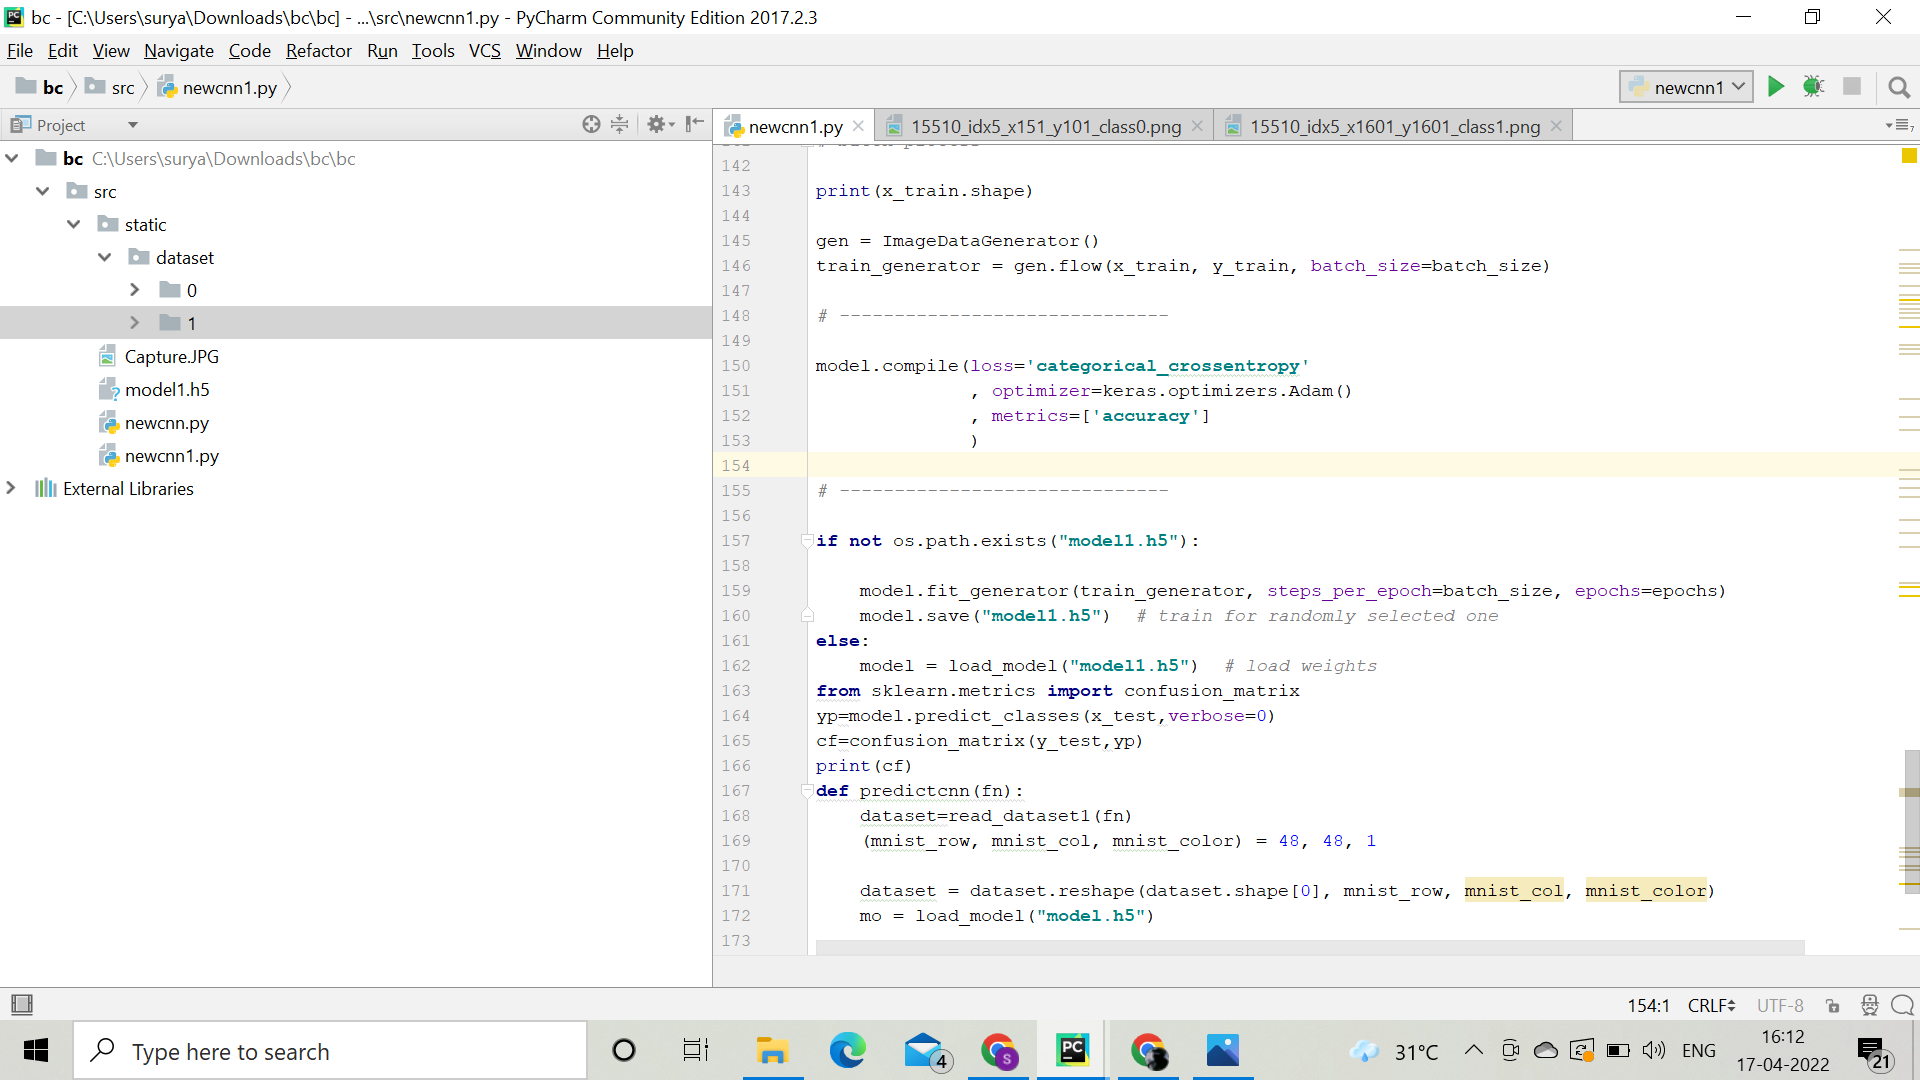 bc - [C:\Users\surya\Downloads\bc\bc] - ...\src\newcnn1.py - PyCharm Community Edition 2017.2.3
File Edit View Navigate Code Refactor Run Tools VCS Window Help
bc src newcnn1.py newcnn1
Project
newcnn1.py 15510_idx5_x151_y101_class0.png 15510_idx5_x1601_y1601_class1.png
bc C:\Users\surya\Downloads\bc\bc
src
static
dataset
0
1
Capture.JPG
model1.h5
newcnn.py
newcnn1.py
External Libraries
142
143 print(x_train.shape)
144
145 gen = ImageDataGenerator()
146 train_generator = gen.flow(x_train, y_train, batch_size=batch_size)
147
148 # ------------------------------
149
150 model.compile(loss='categorical_crossentropy'
151 , optimizer=keras.optimizers.Adam()
152 , metrics=['accuracy']
153 )
154
155 # ------------------------------
156
157 if not os.path.exists("model1.h5"):
158
159 model.fit_generator(train_generator, steps_per_epoch=batch_size, epochs=epochs)
160 model.save("model1.h5") # train for randomly selected one
161 else:
162 model = load_model("model1.h5") # load weights
163 from sklearn.metrics import confusion_matrix
164 yp=model.predict_classes(x_test,verbose=0)
165 cf=confusion_matrix(y_test,yp)
166 print(cf)
167 def predictcnn(fn):
168 dataset=read_dataset1(fn)
169 (mnist_row, mnist_col, mnist_color) = 48, 48, 1
170
171 dataset = dataset.reshape(dataset.shape[0], mnist_row, mnist_col, mnist_color)
172 mo = load_model("model.h5")
173
154:1 CRLF UTF-8
Type here to search
4
S
PC
31°C
ENG
16:12
17-04-2022
21